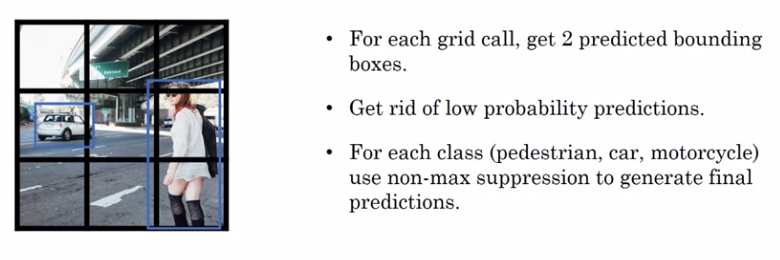 • For each grid call, get 2 predicted bounding
boxes.
• Get rid of low probability predictions.
• For each class (pedestrian, car, motorcycle)
use non-max suppression to generate final
predictions.